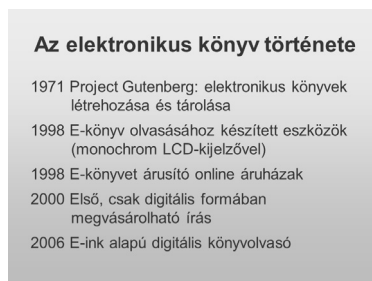 Az elektronikus könyv története
1971 Project Gutenberg: elektronikus könyvek
létrehozása és tárolása
1998 E-könyv olvasásához készített eszközök
(monochrom LCD-kijelzővel)
1998 E-könyvet árusító online áruházak
2000 Első, csak digitális formában
megvásárolható írás
2006 E-ink alapú digitális könyvolvasó